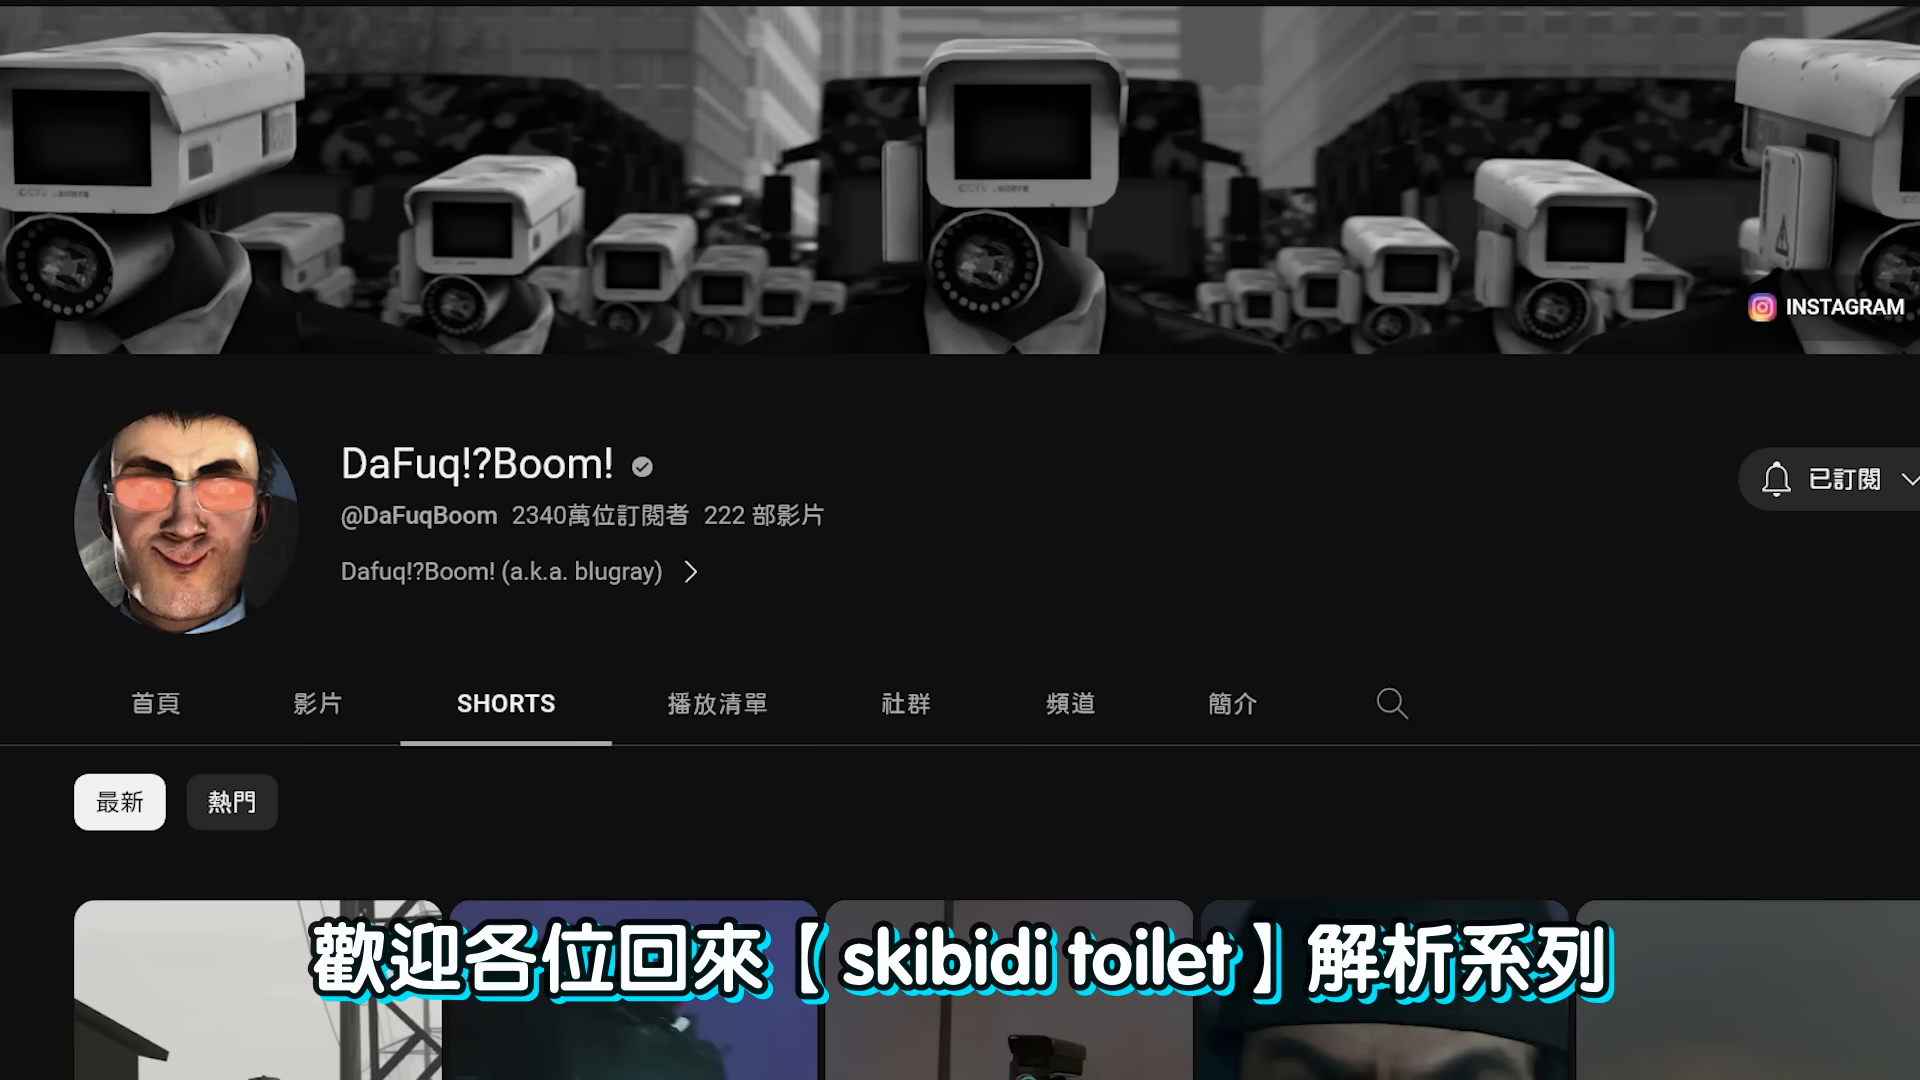 INSTAGRAM
DaFuq!?Boom!
@DaFuqBoom 2340萬位訂閱者 222 部影片
已訂閱
Dafuq!?Boom! (a.k.a. blugray)
首頁 影片 SHORTS 播放清單 社群 頻道 簡介
最新 熱門
歡迎各位回來【skibidi toilet】解析系列